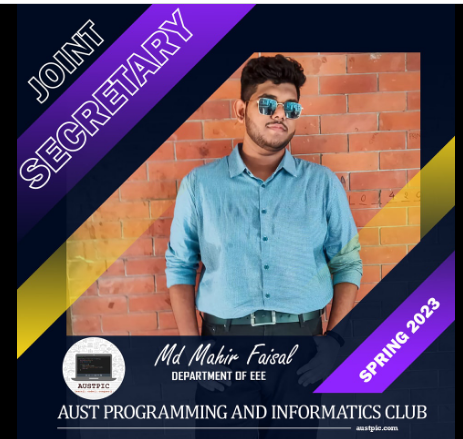 JOINT
SECRETARY
Md Mahir Faisal
DEPARTMENT OF EEE
SPRING 2023
AUSTPIC
AUST PROGRAMMING AND INFORMATICS CLUB
austpic.com